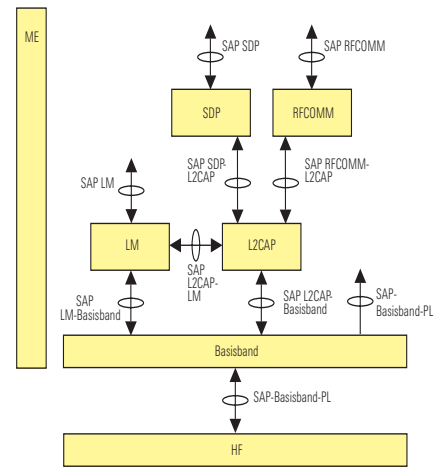 ME
SAP SDP
SAP RFCOMM
SDP
RFCOMM
SAP SDP-
L2CAP
SAP RFCOMM-
L2CAP
SAP LM
LM
L2CAP
SAP
L2CAP-
LM
SAP
LM-Basisband
SAP L2CAP-
Basisband
SAP-
Basisband-PL
Basisband
SAP-Basisband-PL
HF